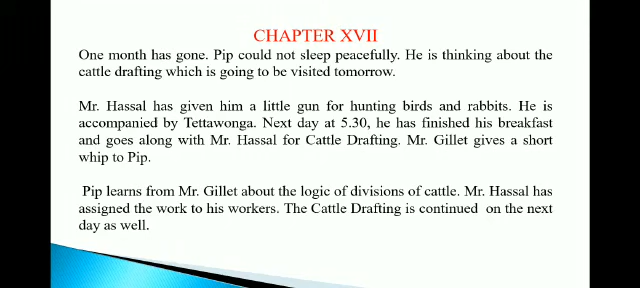 CHAPTER XVII
One month has gone. Pip could not sleep peacefully. He is thinking about the
cattle drafting which is going to be visited tomorrow.
Mr. Hassal has given him a little gun for hunting birds and rabbits. He is
accompanied by Tettawonga. Next day at 5.30, he has finished his breakfast
and goes along with Mr. Hassal for Cattle Drafting. Mr. Gillet gives a short
whip to Pip.
Pip learns from Mr. Gillet about the logic of divisions of cattle. Mr. Hassal has
assigned the work to his workers. The Cattle Drafting is continued on the next
day as well.